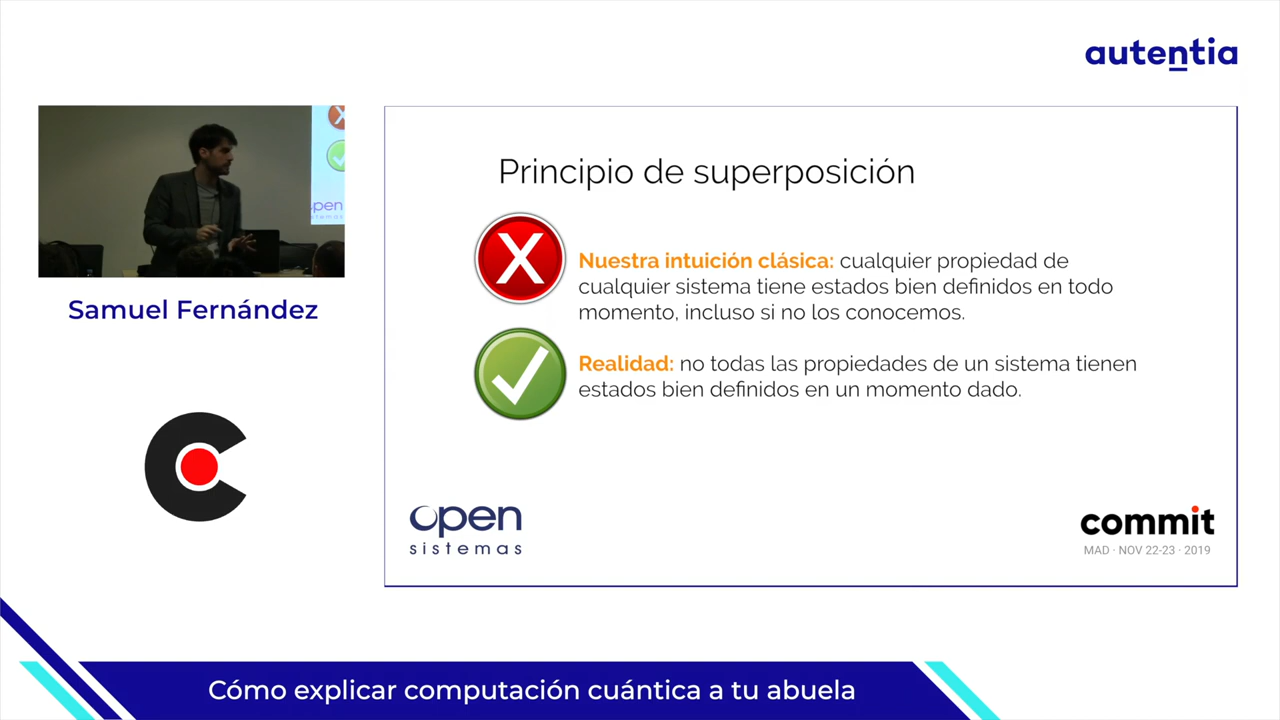 autentia
Principio de superposición
X
Nuestra intuición clásica: cualquier propiedad de
cualquier sistema tiene estados bien definidos en todo
momento, incluso si no los conocemos.
Realidad: no todas las propiedades de un sistema tienen
estados bien definidos en un momento dado.
Samuel Fernández
open
sistemas
commit
MAD · NOV 22-23 · 2019
Cómo explicar computación cuántica a tu abuela